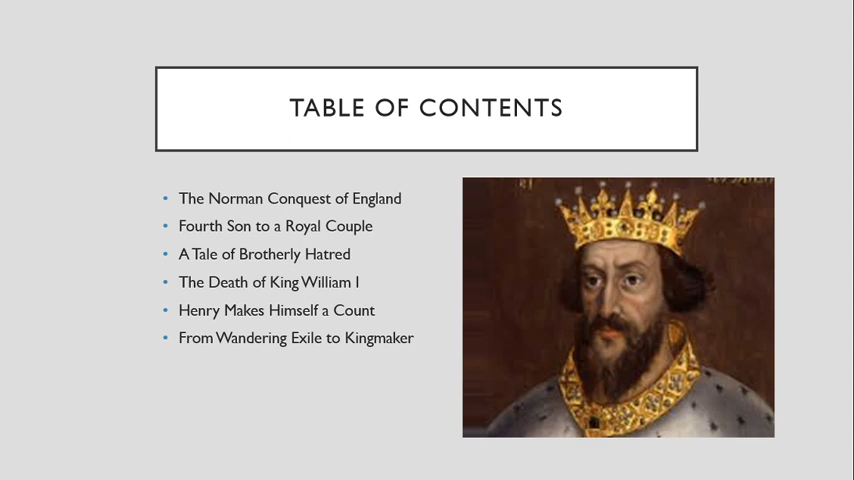 TABLE OF CONTENTS
• The Norman Conquest of England
• Fourth Son to a Royal Couple
• A Tale of Brotherly Hatred
• The Death of King William I
• Henry Makes Himself a Count
• From Wandering Exile to Kingmaker